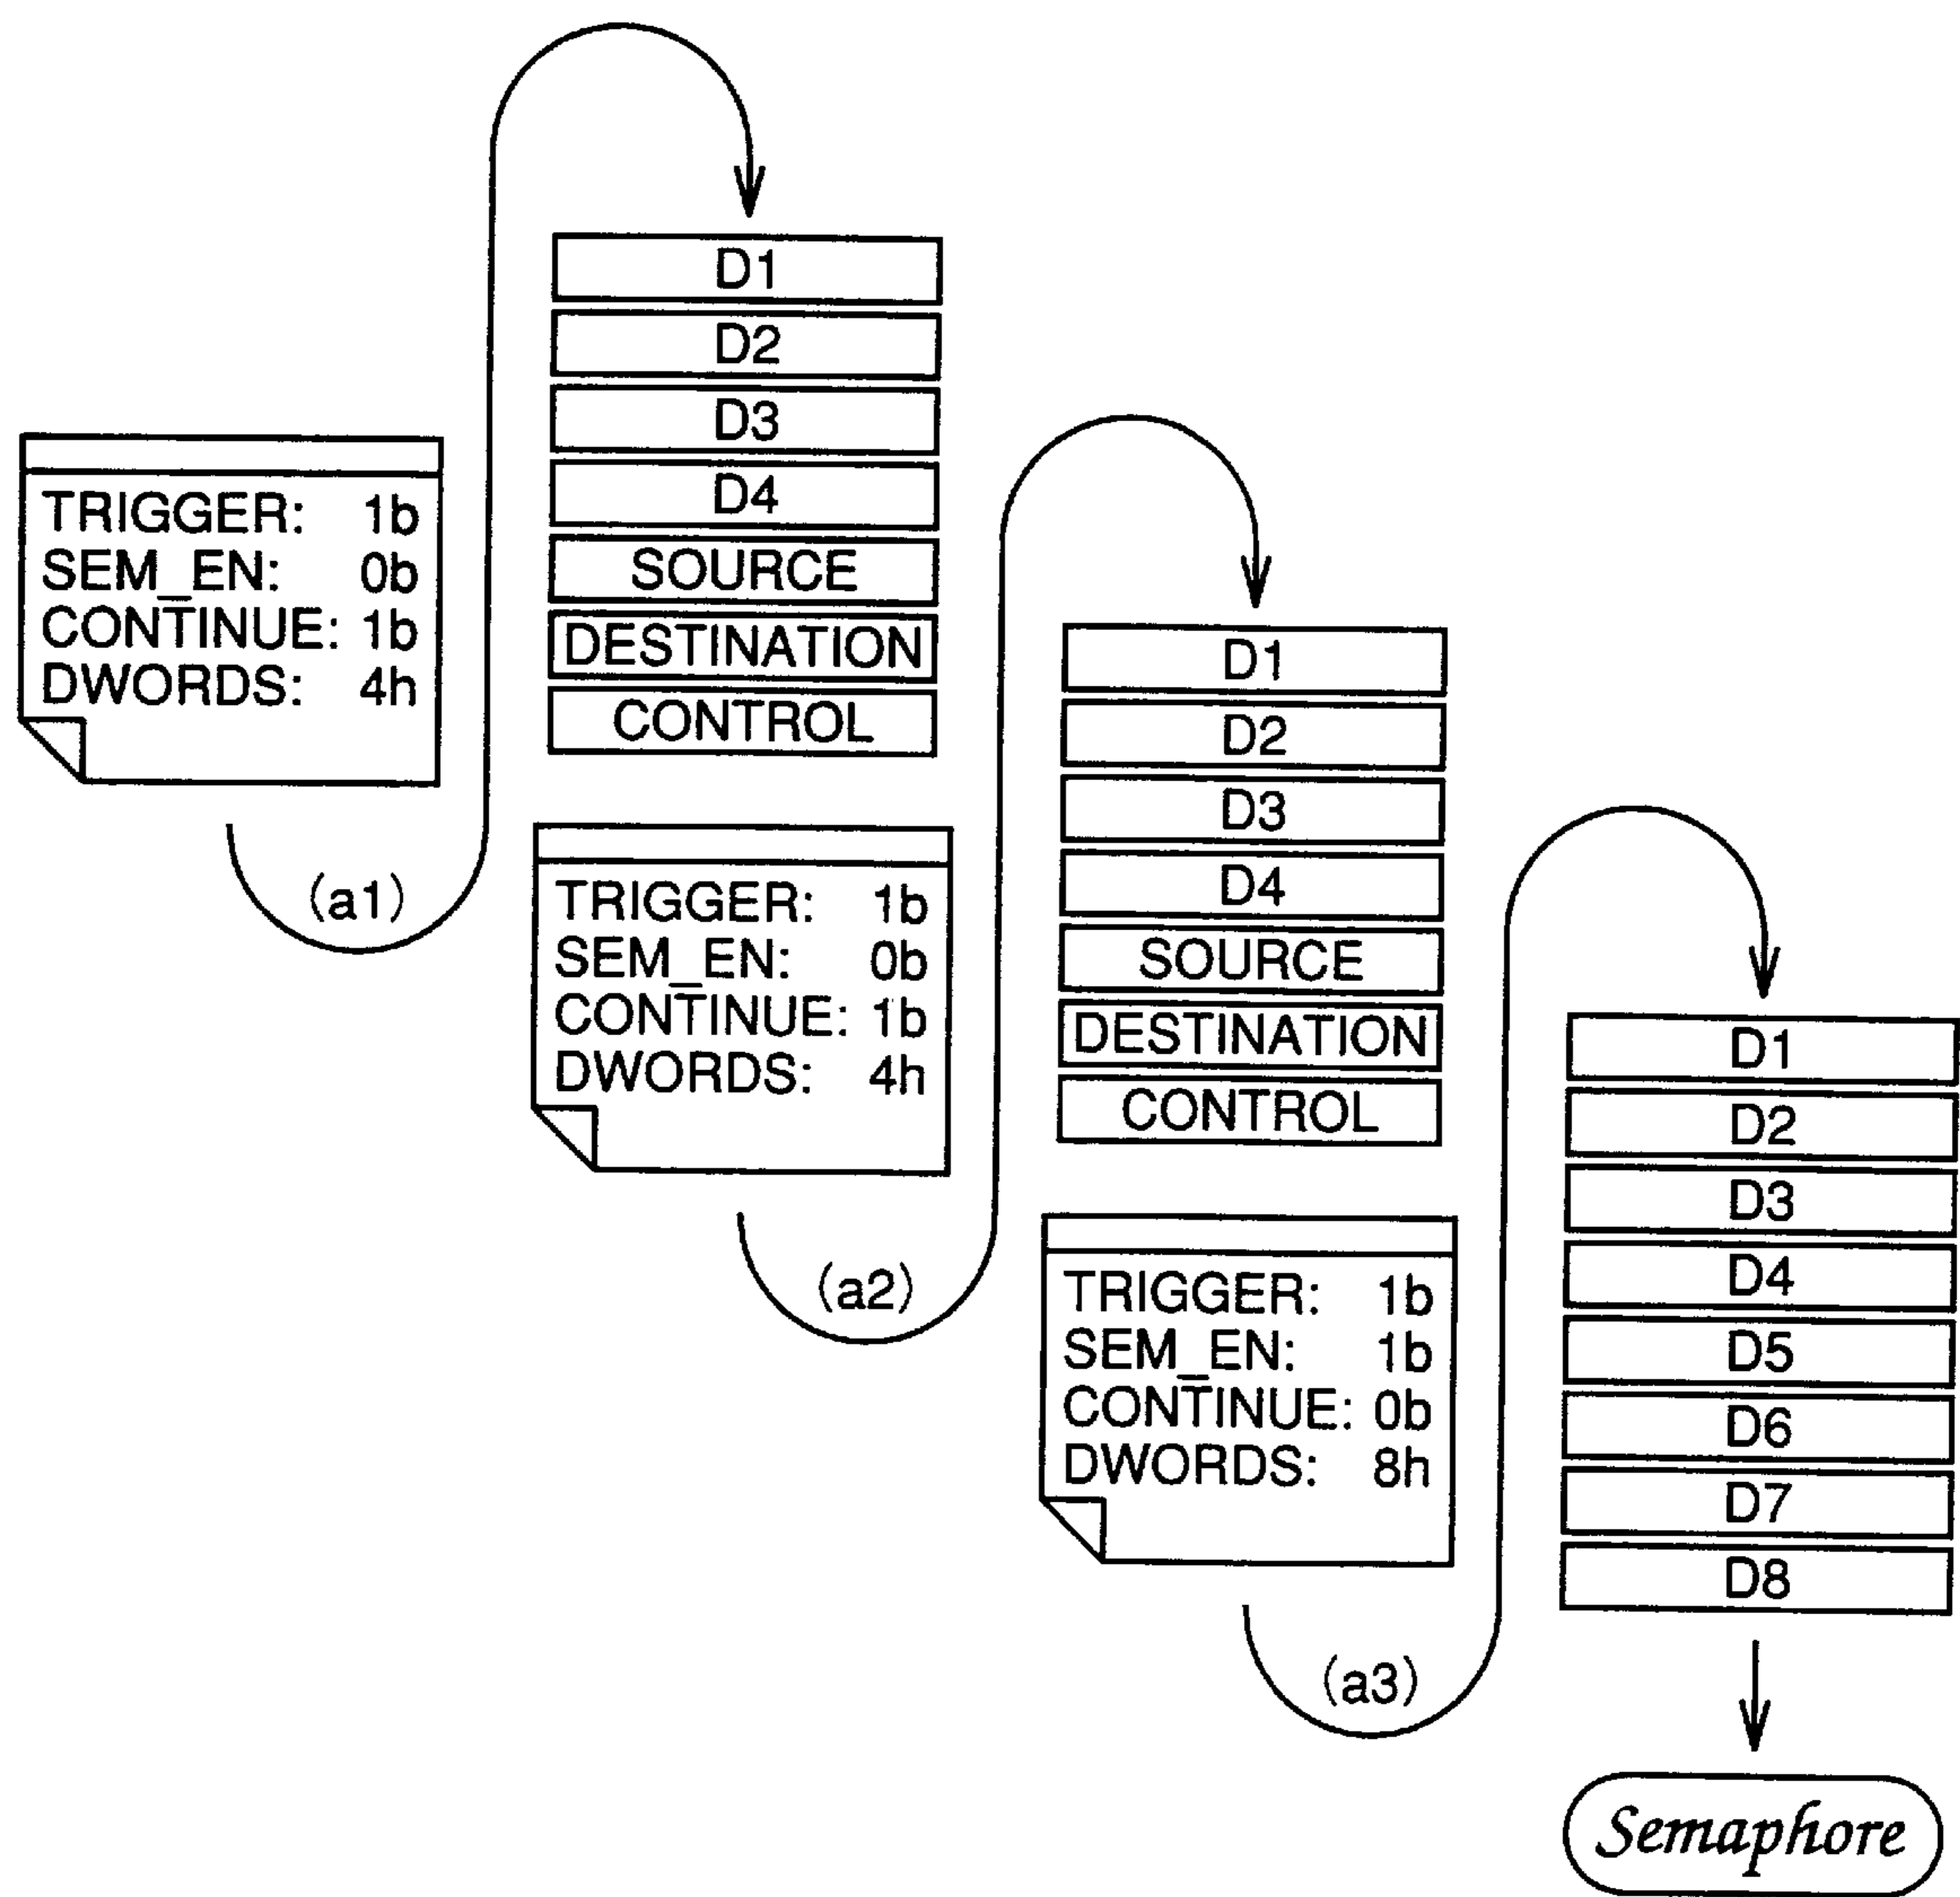 TRIGGER: 1b
SEM_EN: 0b
CONTINUE: 1b
DWORDS: 4h
(a1)
D1
D2
D3
D4
SOURCE
DESTINATION
CONTROL
TRIGGER: 1b
SEM_EN: 0b
CONTINUE: 1b
DWORDS: 4h
(a2)
D1
D2
D3
D4
SOURCE
DESTINATION
CONTROL
TRIGGER: 1b
SEM_EN: 1b
CONTINUE: 0b
DWORDS: 8h
(a3)
D1
D2
D3
D4
D5
D6
D7
D8
Semaphore